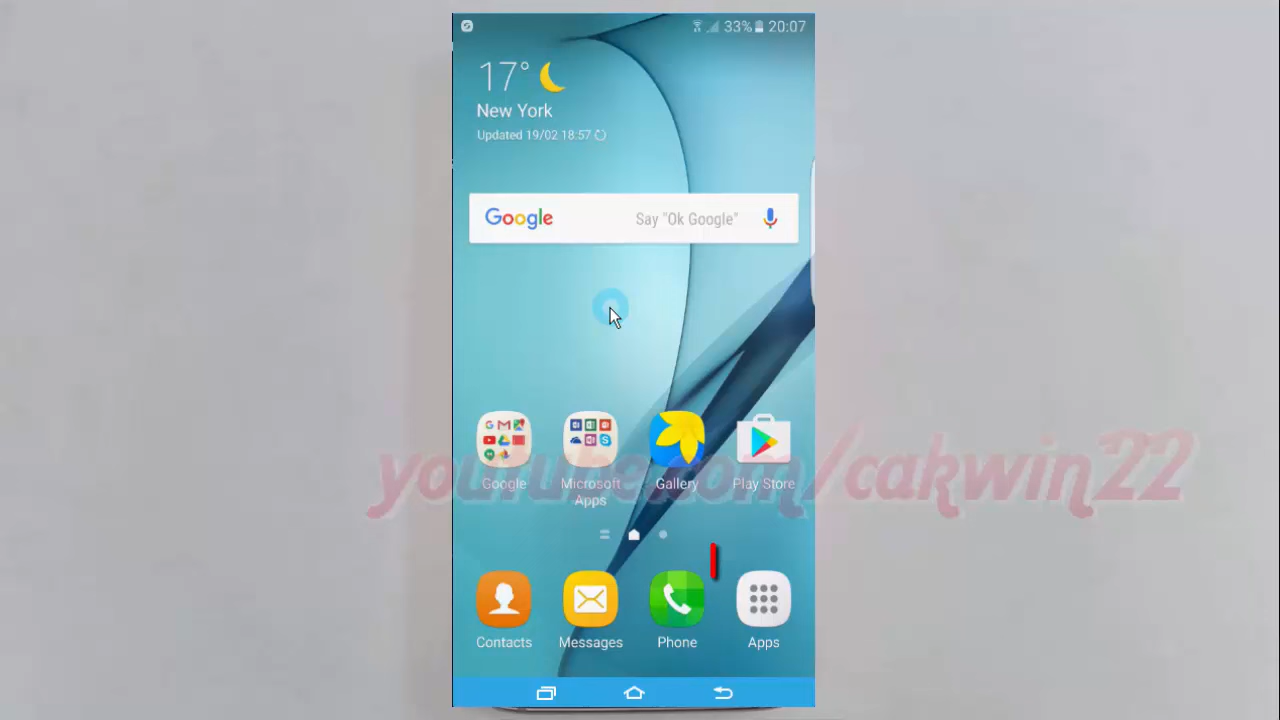 33% 20:07
17°
New York
Updated 19/02 18:57
Google Say "Ok Google"
Google Microsoft Apps Gallery Play Store
youtube.com/cakwin22
Contacts Messages Phone Apps